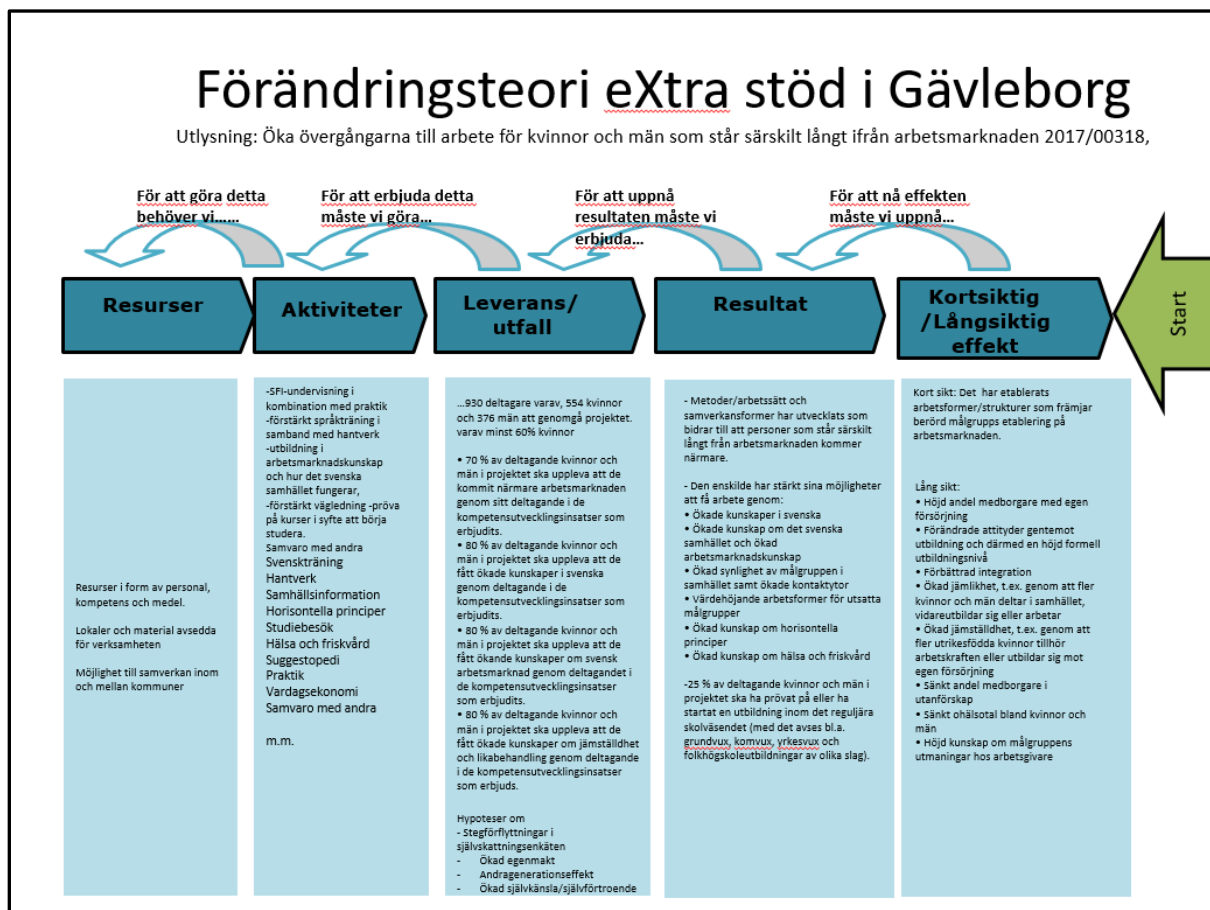 Förändringsteori eXtra stöd i Gävleborg
Utlysning: Öka övergångarna till arbete för kvinnor och män som står särskilt långt ifrån arbetsmarknaden 2017/00318,
För att göra detta
behöver vi……
För att erbjuda detta
måste vi göra…
För att uppnå
resultaten måste vi
erbjuda…
För att nå effekten
måste vi uppnå…
Resurser
Aktiviteter
Leverans/
utfall
Resultat
Kortsiktig
/Långsiktig
effekt
Start
Resurser i form av personal,
kompetens och medel.
Lokaler och material avsedda
för verksamheten
Möjlighet till samverkan inom
och mellan kommuner
-SFI-undervisning i
kombination med praktik
-förstärkt språkträning i
samband med hantverk
-utbildning i
arbetsmarknadskunskap
och hur det svenska
samhället fungerar,
-förstärkt vägledning -pröva
på kurser i syfte att börja
studera.
Samvaro med andra
Svenskträning
Hantverk
Samhällsinformation
Horisontella principer
Studiebesök
Hälsa och friskvård
Suggestopedi
Praktik
Vardagsekonomi
Samvaro med andra
m.m.
…930 deltagare varav, 554 kvinnor
och 376 män att genomgå projektet.
varav minst 60% kvinnor
• 70 % av deltagande kvinnor och
män i projektet ska uppleva att de
kommit närmare arbetsmarknaden
genom sitt deltagande i de
kompetensutvecklingsinsatser som
erbjudits.
• 80 % av deltagande kvinnor och
män i projektet ska uppleva att de
fått ökade kunskaper i svenska
genom deltagande i de
kompetensutvecklingsinsatser som
erbjudits.
• 80 % av deltagande kvinnor och
män i projektet ska uppleva att de
fått ökande kunskaper om svensk
arbetsmarknad genom deltagandet i
de kompetensutvecklingsinsatser
som erbjudits.
• 80 % av deltagande kvinnor och
män i projektet ska uppleva att de
fått ökade kunskaper om jämställdhet
och likabehandling genom deltagande
i de kompetensutvecklingsinsatser
som erbjuds.
Hypoteser om
- Stegförflyttningar i
självskattningsenkäten
- Ökad egenmakt
- Andragenerationseffekt
- Ökad självkänsla/självförtroende
- Metoder/arbetssätt och
samverkansformer har utvecklats som
bidrar till att personer som står särskilt
långt från arbetsmarknaden kommer
närmare.
- Den enskilde har stärkt sina möjligheter
att få arbete genom:
• Ökade kunskaper i svenska
• Ökade kunskap om det svenska
samhället och ökad
arbetsmarknadskunskap
• Ökad synlighet av målgruppen i
samhället samt ökade kontaktytor
• Värdehöjande arbetsformer för utsatta
målgrupper
• Ökad kunskap om horisontella
principer
• Ökad kunskap om hälsa och friskvård
-25 % av deltagande kvinnor och män i
projektet ska ha prövat på eller ha
startat en utbildning inom det reguljära
skolväsendet (med det avses bl.a.
grundvux, komvux, yrkesvux och
folkhögskoleutbildningar av olika slag).
Kort sikt: Det har etablerats
arbetsformer/strukturer som främjar
berörd målgrupps etablering på
arbetsmarknaden.
Lång sikt:
• Höjd andel medborgare med egen
försörjning
• Förändrade attityder gentemot
utbildning och därmed en höjd formell
utbildningsnivå
• Förbättrad integration
• Ökad jämlikhet, t.ex. genom att fler
kvinnor och män deltar i samhället,
vidareutbildar sig eller arbetar
• Ökad jämställdhet, t.ex. genom att
fler utrikesfödda kvinnor tillhör
arbetskraften eller utbildar sig mot
egen försörjning
• Sänkt andel medborgare i
utanförskap
• Sänkt ohälsotal bland kvinnor och
män
• Höjd kunskap om målgruppens
utmaningar hos arbetsgivare